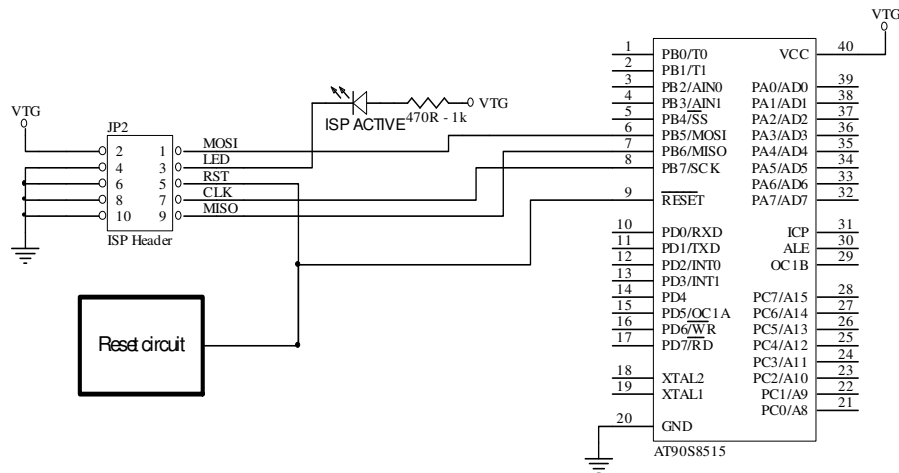 VTG
JP2
2 1 MOSI
4 3 LED
6 5 RST
8 7 CLK
10 9 MISO
ISP Header
ISP ACTIVE
470R - 1k
VTG
Reset circuit
VTG
1 PB0/T0 VCC 40
2 PB1/T1
3 PB2/AIN0 PA0/AD0 39
4 PB3/AIN1 PA1/AD1 38
5 PB4/SS PA2/AD2 37
6 PB5/MOSI PA3/AD3 36
7 PB6/MISO PA4/AD4 35
8 PB7/SCK PA5/AD5 34
PA6/AD6 33
9 RESET PA7/AD7 32
10 PD0/RXD ICP 31
11 PD1/TXD ALE 30
12 PD2/INT0 OC1B 29
13 PD3/INT1
14 PD4 PC7/A15 28
15 PD5/OC1A PC6/A14 27
16 PD6/WR PC5/A13 26
17 PD7/RD PC4/A12 25
PC3/A11 24
18 XTAL2 PC2/A10 23
19 XTAL1 PC1/A9 22
PC0/A8 21
20 GND
AT90S8515